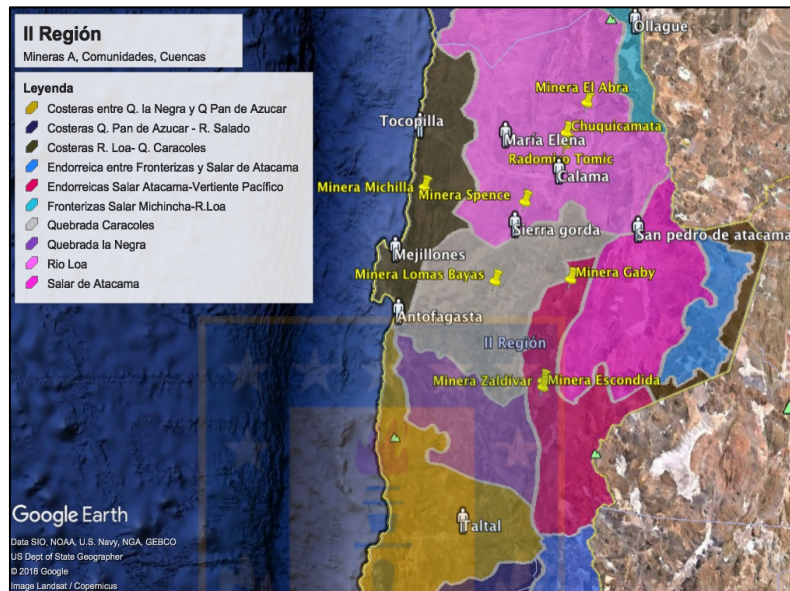 II Región
Mineras A, Comunidades, Cuencas
Leyenda
Costeras entre Q. la Negra y Q Pan de Azucar
Costeras Q. Pan de Azucar - R. Salado
Costeras R. Loa- Q. Caracoles
Endorreica entre Fronterizas y Salar de Atacama
Endorreicas Salar Atacama-Vertiente Pacífico
Fronterizas Salar Michincha-R.Loa
Quebrada Caracoles
Quebrada la Negra
Rio Loa
Salar de Atacama
Ollague
Minera El Abra
Tocopilla
Chuquicamata
María Elena
Radomiro Tomic
Calama
Minera Michilla
Minera Spence
Sierra gorda
San pedro de atacama
Mejillones
Minera Lomas Bayas
Minera Gaby
Antofagasta
II Región
Minera Zaldívar
Minera Escondida
Taltal
Google Earth
Data SIO, NOAA, U.S. Navy, NGA, GEBCO
US Dept of State Geographer
© 2018 Google
Image Landsat / Copernicus